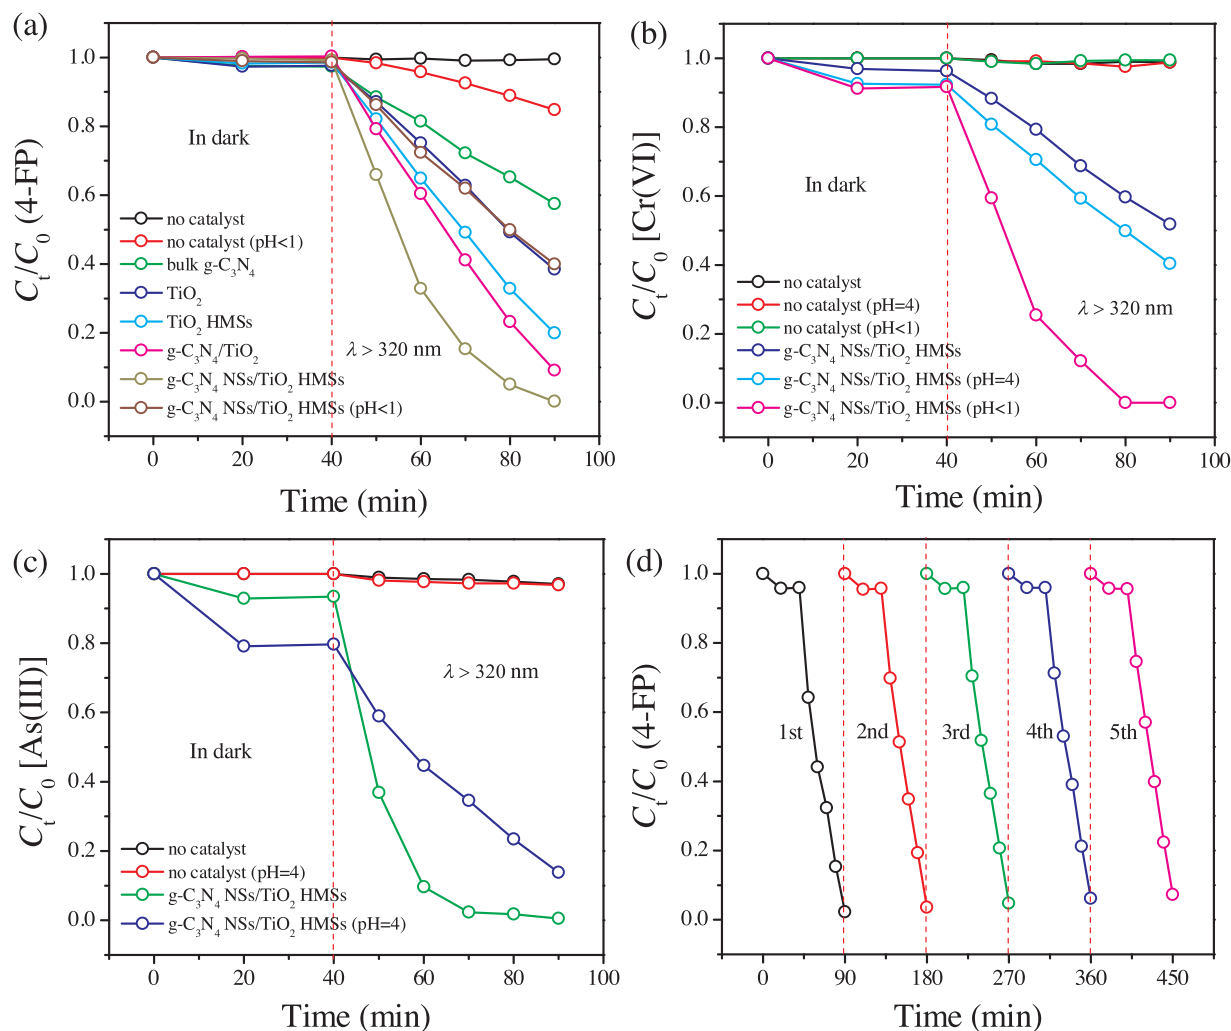 (a)
C_t/C_0 (4-FP)
1.0
0.8
0.6
0.4
0.2
0.0
In dark
no catalyst
no catalyst (pH<1)
bulk g-C₃N₄
TiO₂
TiO₂ HMSs
g-C₃N₄/TiO₂
g-C₃N₄ NSs/TiO₂ HMSs
g-C₃N₄ NSs/TiO₂ HMSs (pH<1)
λ > 320 nm
0 20 40 60 80 100
Time (min)
(b)
C_t/C_0 [Cr(VI)]
1.0
0.8
0.6
0.4
0.2
0.0
In dark
no catalyst
no catalyst (pH=4)
no catalyst (pH<1)
g-C₃N₄ NSs/TiO₂ HMSs
g-C₃N₄ NSs/TiO₂ HMSs (pH=4)
g-C₃N₄ NSs/TiO₂ HMSs (pH<1)
λ > 320 nm
0 20 40 60 80 100
Time (min)
(c)
C_t/C_0 [As(III)]
1.0
0.8
0.6
0.4
0.2
0.0
λ > 320 nm
In dark
no catalyst
no catalyst (pH=4)
g-C₃N₄ NSs/TiO₂ HMSs
g-C₃N₄ NSs/TiO₂ HMSs (pH=4)
0 20 40 60 80 100
Time (min)
(d)
C_t/C_0 (4-FP)
1.0
0.8
0.6
0.4
0.2
0.0
1st 2nd 3rd 4th 5th
0 90 180 270 360 450
Time (min)